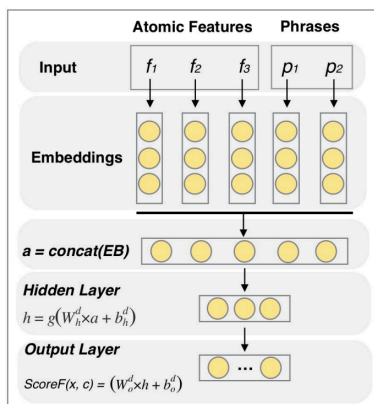 Atomic Features Phrases
Input f1 f2 f3 p1 p2
Embeddings
a = concat(EB)
Hidden Layer
h = g(W_h^d×a + b_h^d)
Output Layer
ScoreF(x, c) = (W_o^d×h + b_o^d)
...